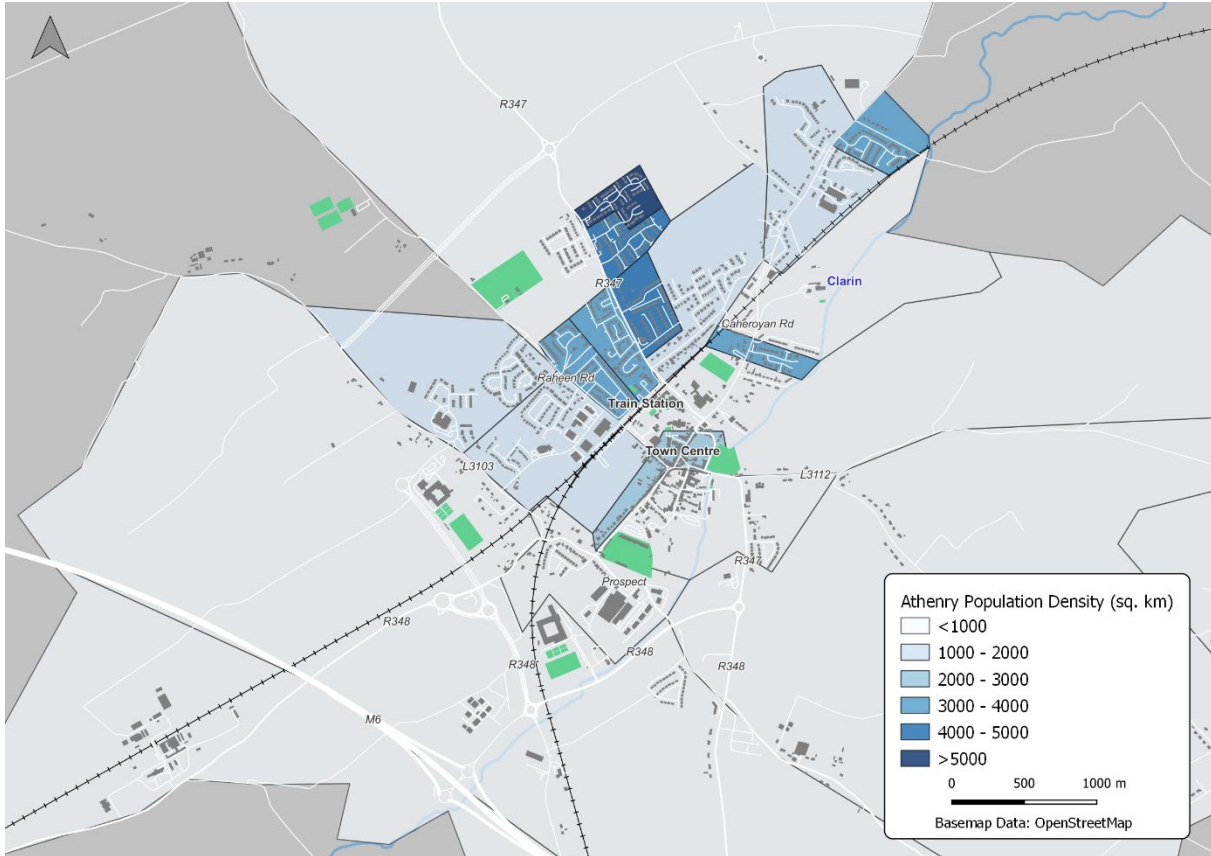 R347
Clarin
R347
Caheroyan Rd
Raheen Rd
Train Station
Town Centre
L3103
L3112
R347
Prospect
R348
R348
R348
R348
M6
Athenry Population Density (sq. km)
<1000
1000 - 2000
2000 - 3000
3000 - 4000
4000 - 5000
>5000
0 500 1000 m
Basemap Data: OpenStreetMap